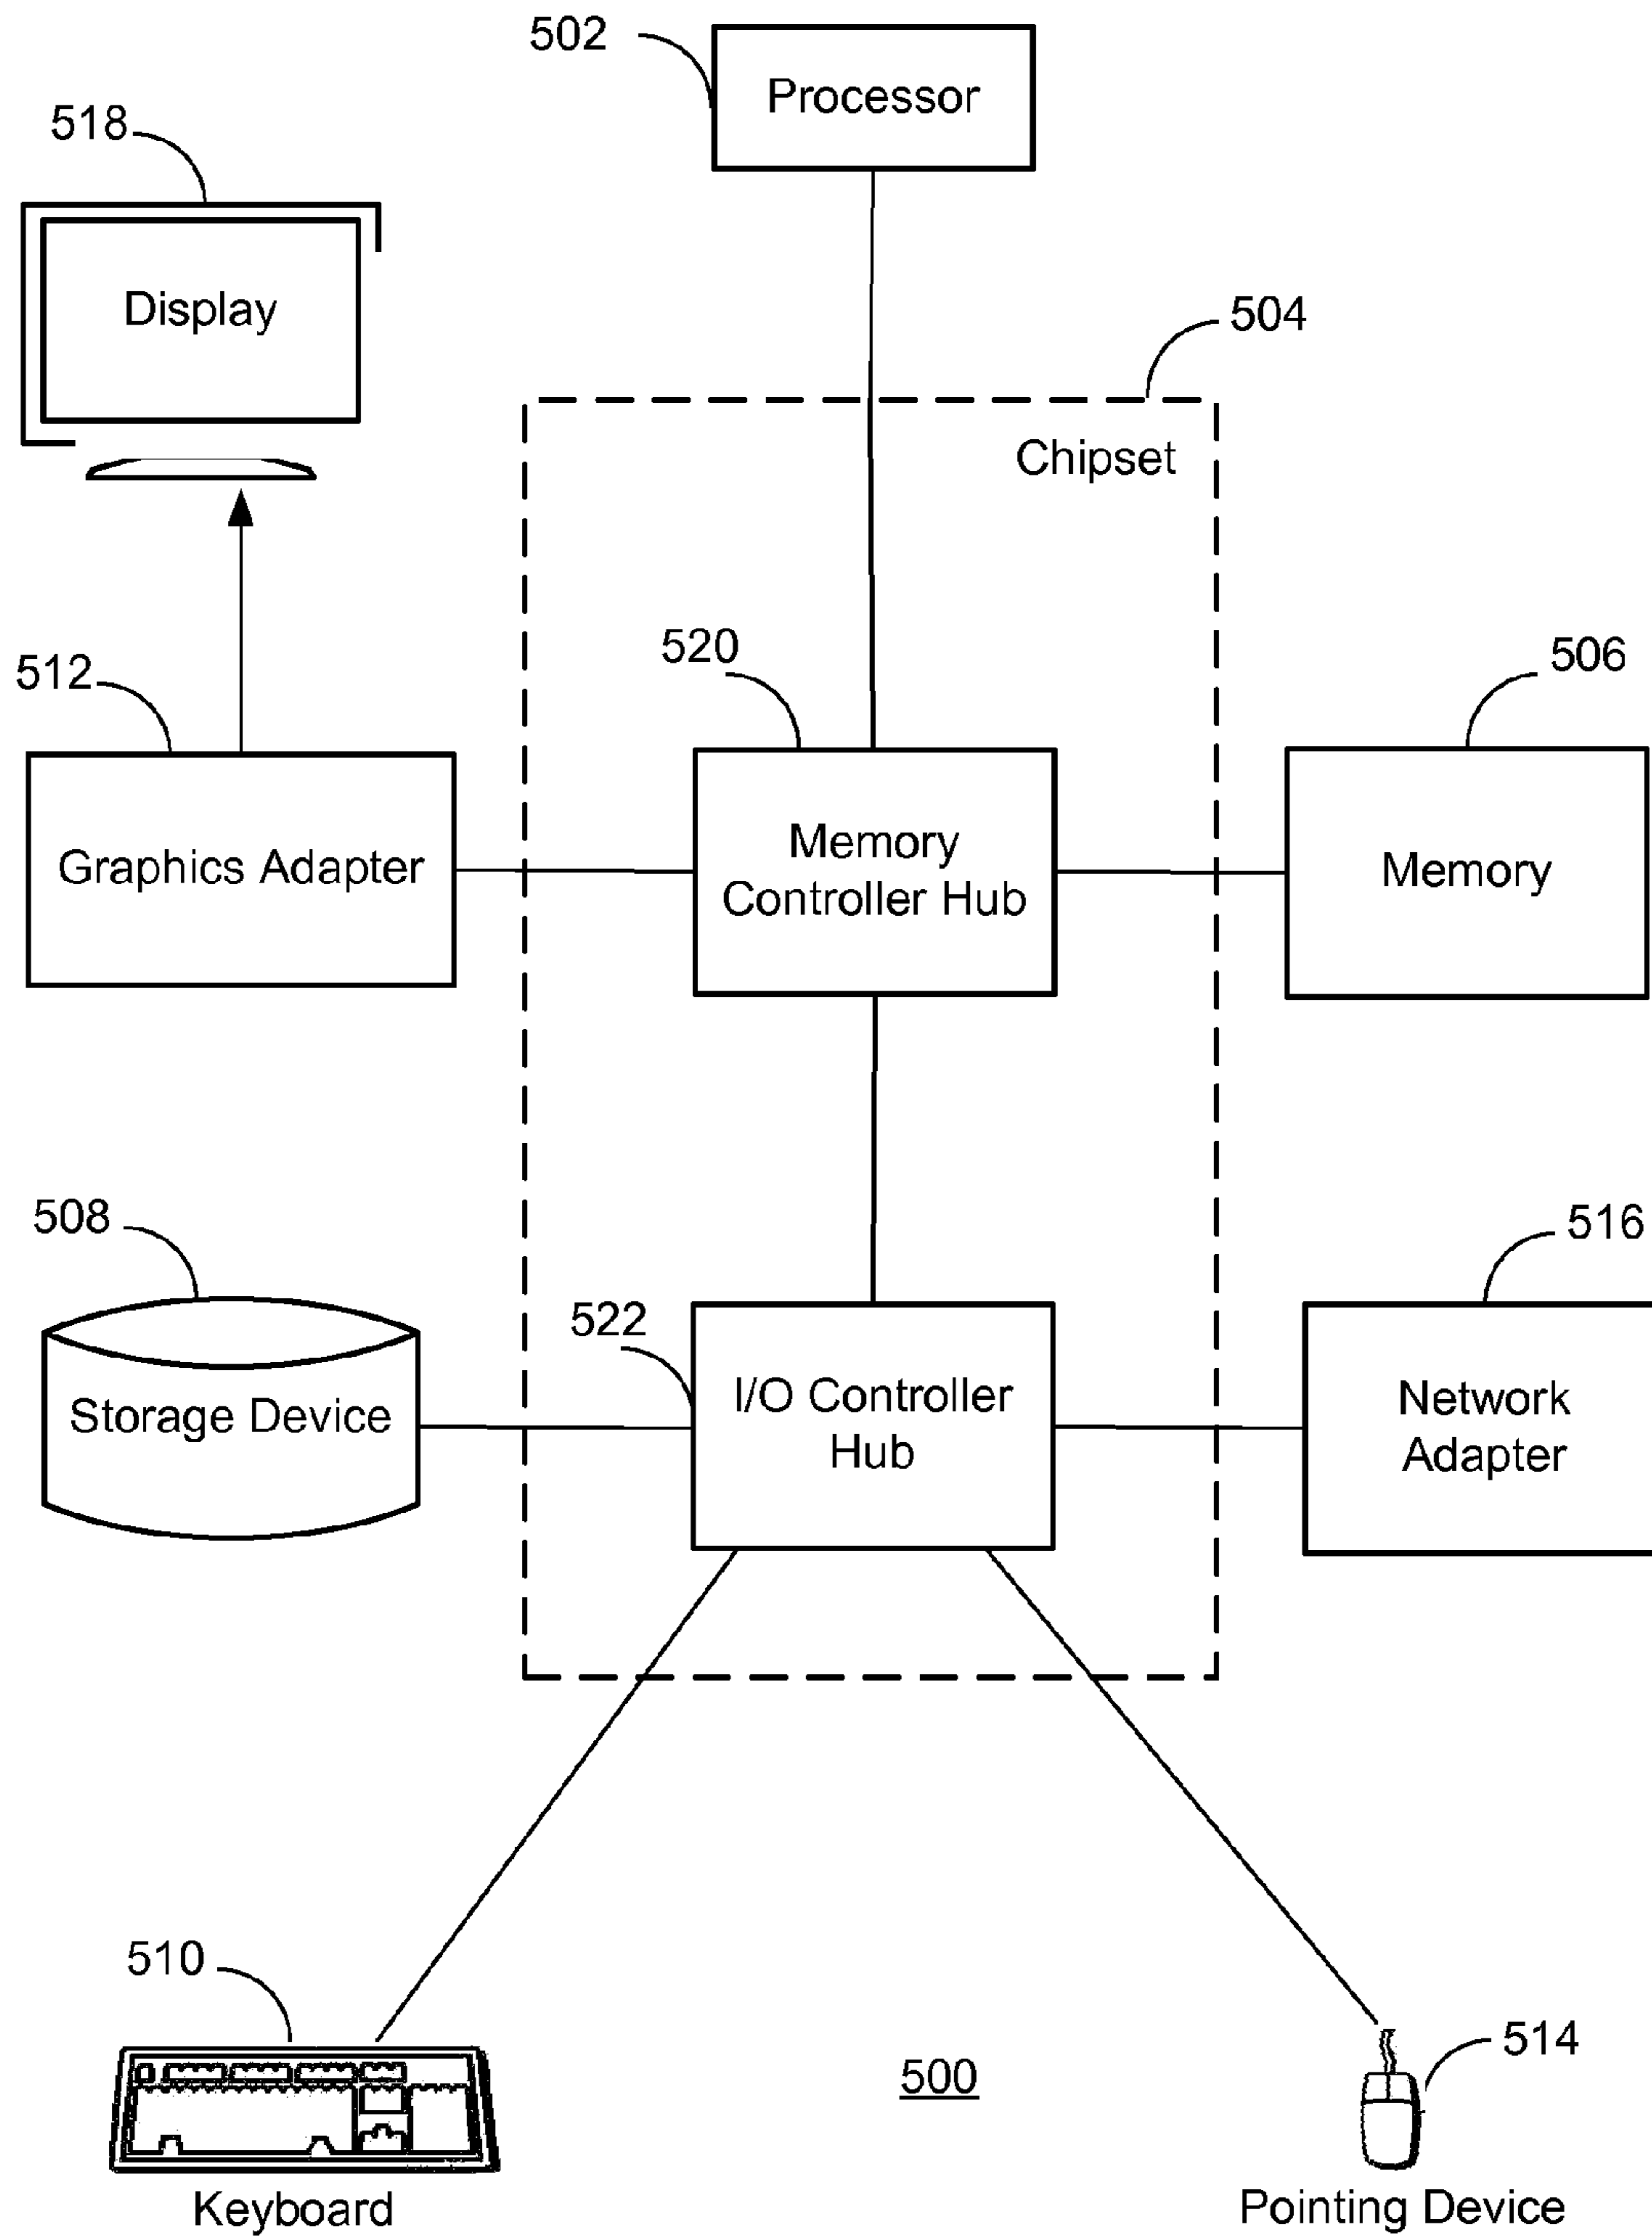 502
Processor
518
Display
504
Chipset
512
520
506
Graphics Adapter
Memory
Controller Hub
Memory
508
516
522
Storage Device
I/O Controller
Hub
Network
Adapter
510
500
514
Keyboard
Pointing Device